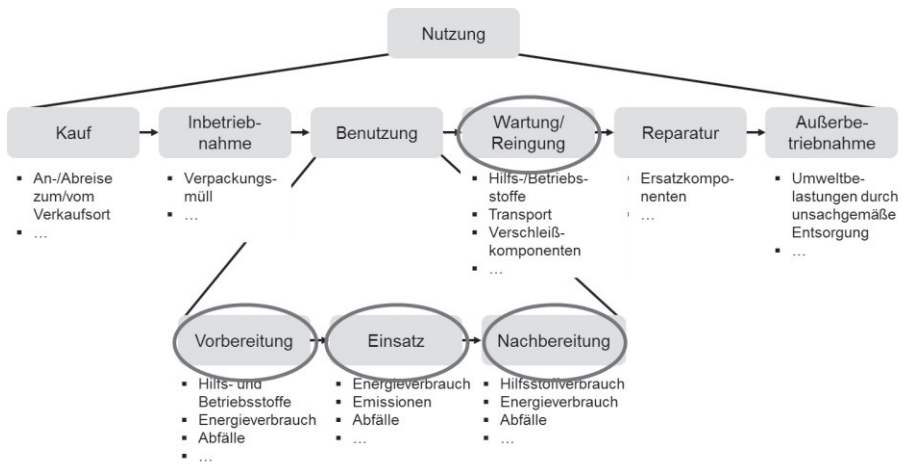 Nutzung
Kauf
Inbetrieb-
nahme
Benutzung
Wartung/
Reingung
Reparatur
Außerbe-
triebnahme
▪ An-/Abreise
zum/vom
Verkaufsort
▪ …
▪ Verpackungs-
müll
▪ …
▪ Hilfs-/Betriebs-
stoffe
▪ Transport
▪ Verschleiß-
komponenten
▪ …
▪ Ersatzkompo-
nenten
▪ …
▪ Umweltbe-
lastungen durch
unsachgemäße
Entsorgung
▪ …
Vorbereitung
Einsatz
Nachbereitung
▪ Hilfs- und
Betriebsstoffe
▪ Energieverbrauch
▪ Abfälle
▪ …
▪ Energieverbrauch
▪ Emissionen
▪ Abfälle
▪ …
▪ Hilfsstoffverbrauch
▪ Energieverbrauch
▪ Abfälle
▪ …